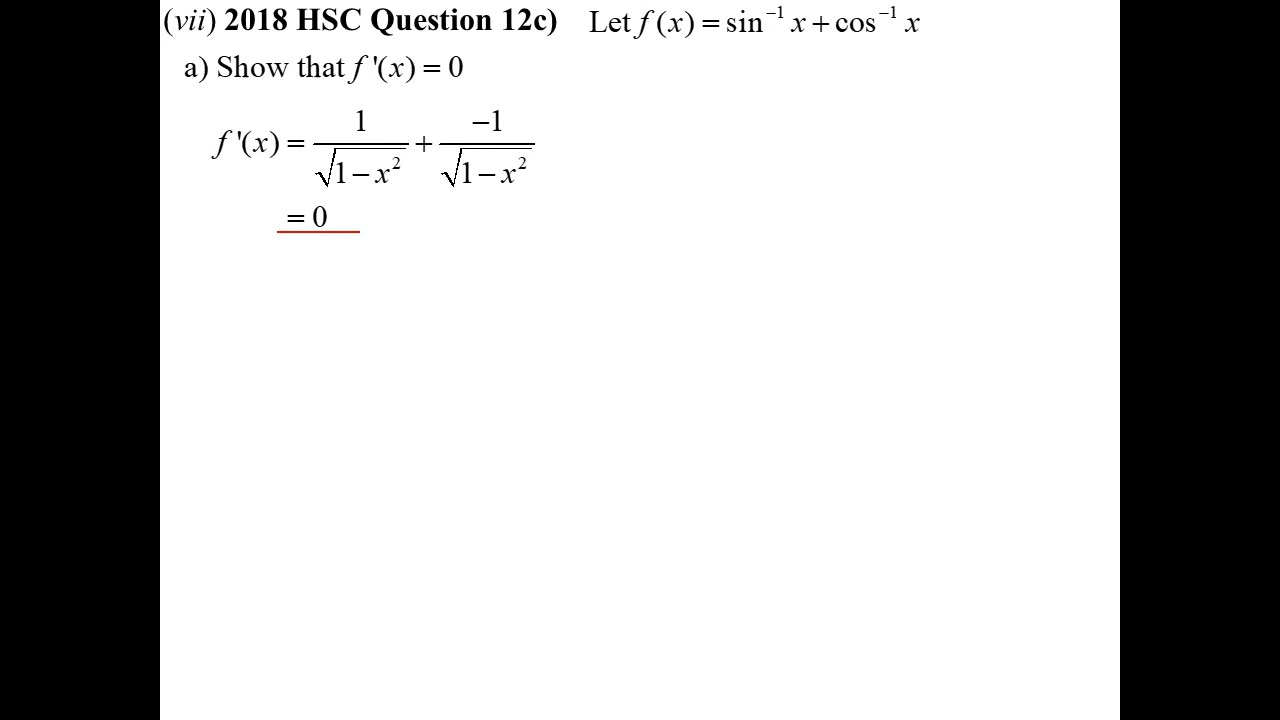 (vii) 2018 HSC Question 12c) Let f(x) = sin⁻¹ x + cos⁻¹ x
a) Show that f '(x) = 0
f '(x) = 1/√(1 − x²) + −1/√(1 − x²)
= 0